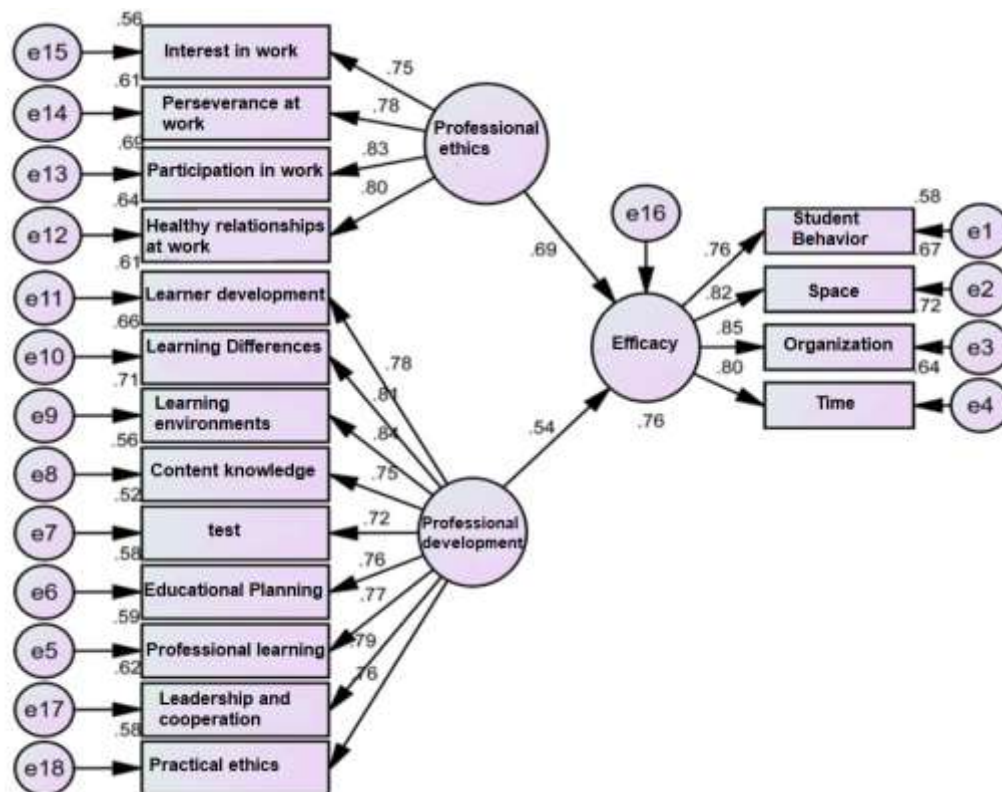 .56
e15
Interest in work
.75
.61
e14
Perseverance at
work
.78
.69
e13
Participation in work
.83
.64
e12
Healthy relationships
at work
.80
Professional
ethics
.61
e11
Learner development
.78
.66
e10
Learning Differences
.81
.71
e9
Learning
environments
.84
.56
e8
Content knowledge
.75
.52
e7
test
.72
.58
e6
Educational Planning
.76
.59
e5
Professional learning
.77
.62
e17
Leadership and
cooperation
.79
.58
e18
Practical ethics
.76
Professional
development
.69
.54
e16
Efficacy
.76
.76
Student
Behavior
.58
e1
.82
Space
.67
e2
.85
Organization
.72
e3
.80
Time
.64
e4